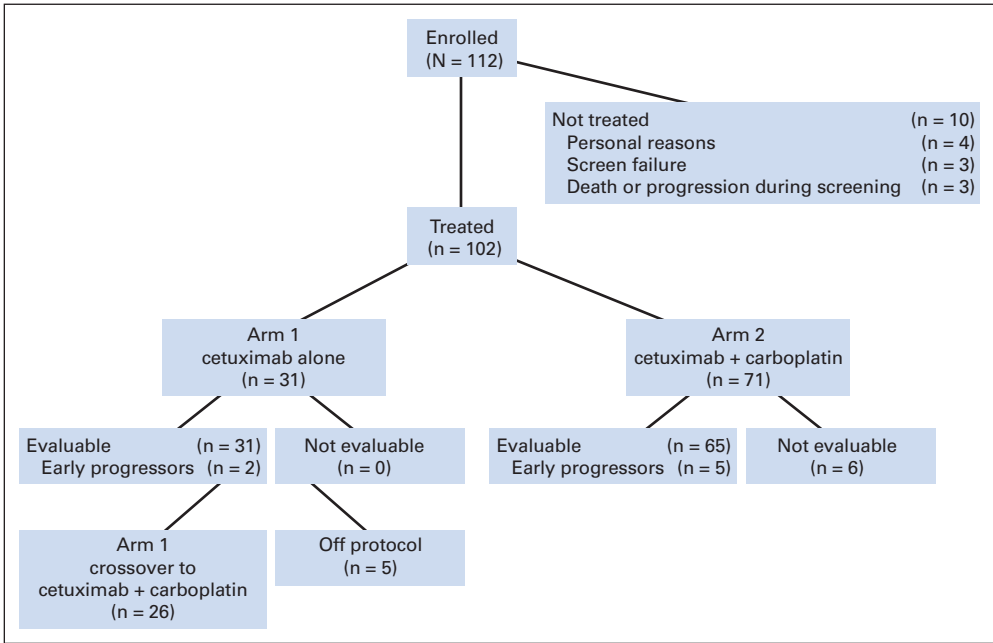 Enrolled
(N = 112)
Not treated (n = 10)
Personal reasons (n = 4)
Screen failure (n = 3)
Death or progression during screening (n = 3)
Treated
(n = 102)
Arm 1
cetuximab alone
(n = 31)
Arm 2
cetuximab + carboplatin
(n = 71)
Evaluable (n = 31)
Early progressors (n = 2)
Not evaluable
(n = 0)
Evaluable (n = 65)
Early progressors (n = 5)
Not evaluable
(n = 6)
Arm 1
crossover to
cetuximab + carboplatin
(n = 26)
Off protocol
(n = 5)